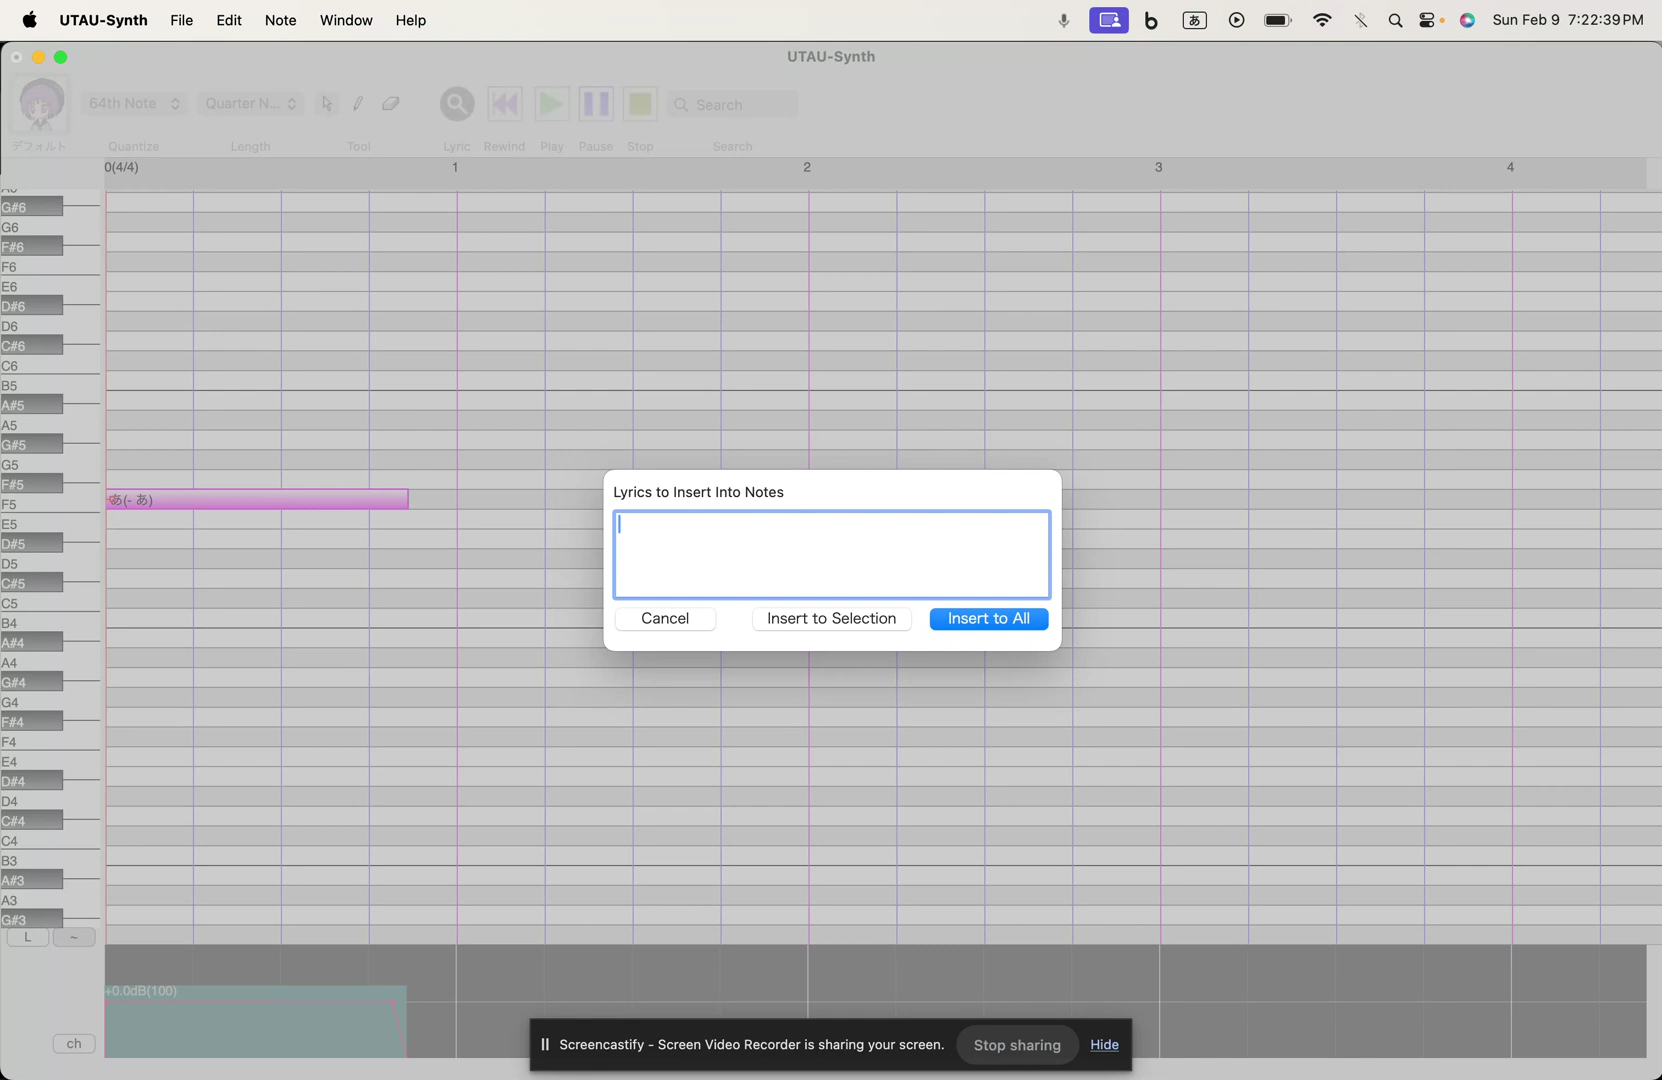 UTAU-Synth File Edit Note Window Help あ Sun Feb 9 7:22:39 PM
UTAU-Synth
64th Note Quarter N... Search
デフォルト Quantize Length Tool Lyric Rewind Play Pause Stop Search
0(4/4) 1 2 3 4
G#6
G6
F#6
F6
E6
D#6
D6
C#6
C6
B5
A#5
A5
G#5
G5
F#5
F5 あ(- あ)
E5
D#5
D5
C#5
C5
B4
A#4
A4
G#4
G4
F#4
F4
E4
D#4
D4
C#4
C4
B3
A#3
A3
G#3
L ~
Lyrics to Insert Into Notes
Cancel Insert to Selection Insert to All
+0.0dB(100)
ch
Screencastify - Screen Video Recorder is sharing your screen. Stop sharing Hide